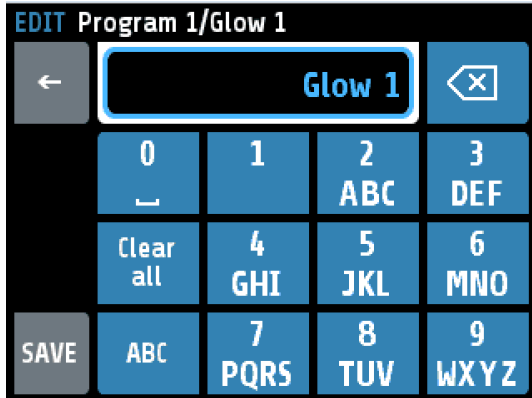 EDIT Program 1/Glow 1
←
Glow 1
0
␣
1
2
ABC
3
DEF
Clear
all
4
GHI
5
JKL
6
MNO
SAVE
ABC
7
PQRS
8
TUV
9
WXYZ